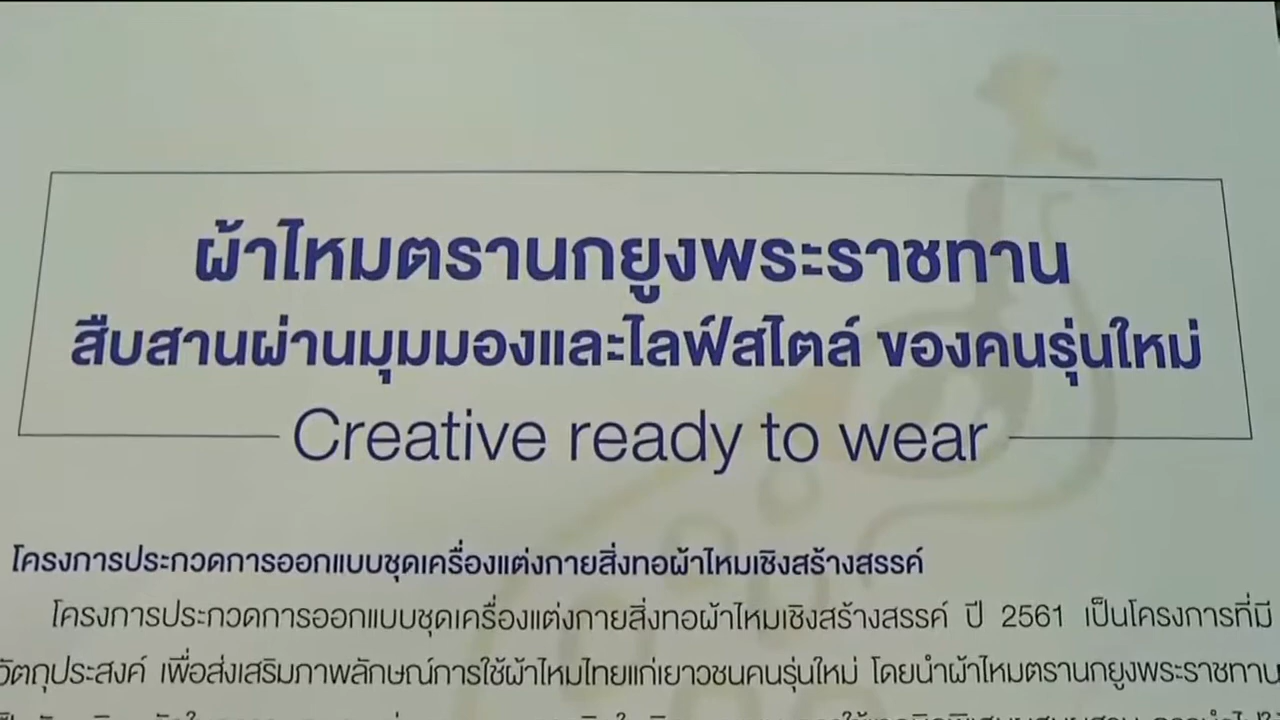 ผ้าไหมตรานกยูงพระราชทาน
สืบสานผ่านมุมมองและไลฟ์สไตล์ ของคนรุ่นใหม่
Creative ready to wear
โครงการประกวดการออกแบบชุดเครื่องแต่งกายสิ่งทอผ้าไหมเชิงสร้างสรรค์
โครงการประกวดการออกแบบชุดเครื่องแต่งกายสิ่งทอผ้าไหมเชิงสร้างสรรค์ ปี 2561 เป็นโครงการที่มี
วัตถุประสงค์ เพื่อส่งเสริมภาพลักษณ์การใช้ผ้าไหมไทยแก่เยาวชนคนรุ่นใหม่ โดยนำผ้าไหมตรานกยูงพระราชทาน